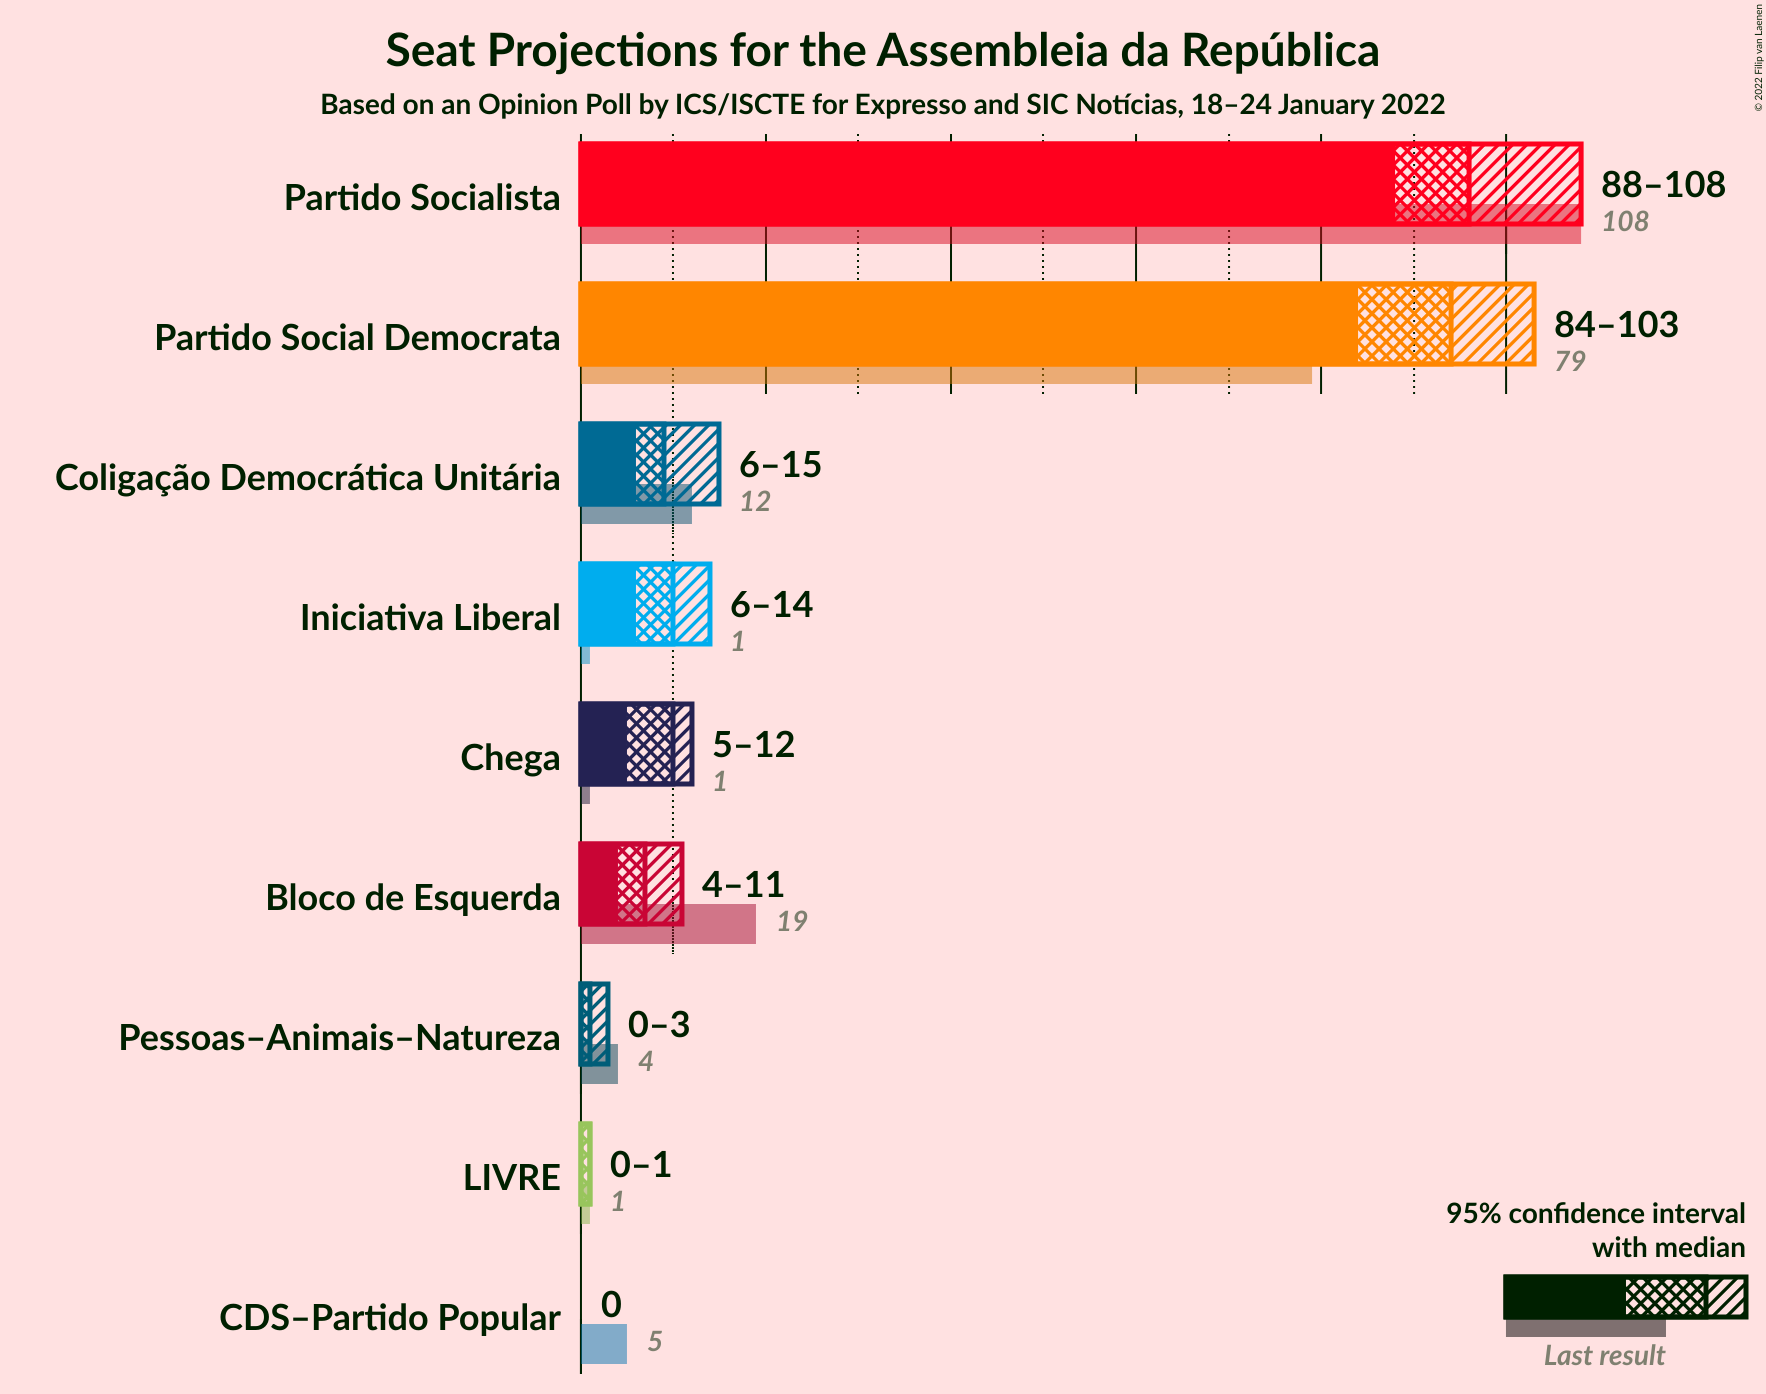 Seat Projections for the Assembleia da República
Based on an Opinion Poll by ICS/ISCTE for Expresso and SIC Notícias, 18–24 January 2022
© 2022 Filip van Laenen
Partido Socialista
88–108
108
Partido Social Democrata
84–103
79
Coligação Democrática Unitária
6–15
12
Iniciativa Liberal
6–14
1
Chega
5–12
1
Bloco de Esquerda
4–11
19
Pessoas–Animais–Natureza
0–3
4
LIVRE
0–1
1
CDS–Partido Popular
0
5
95% confidence interval
with median
Last result